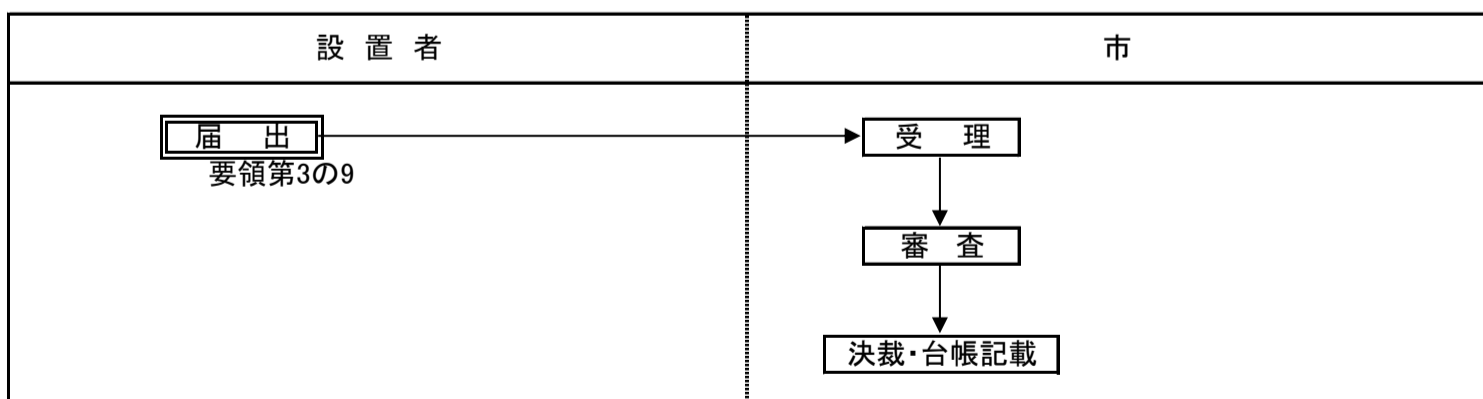 設 置 者
市
届 出
受 理
要領第3の9
審 査
決裁・台帳記載